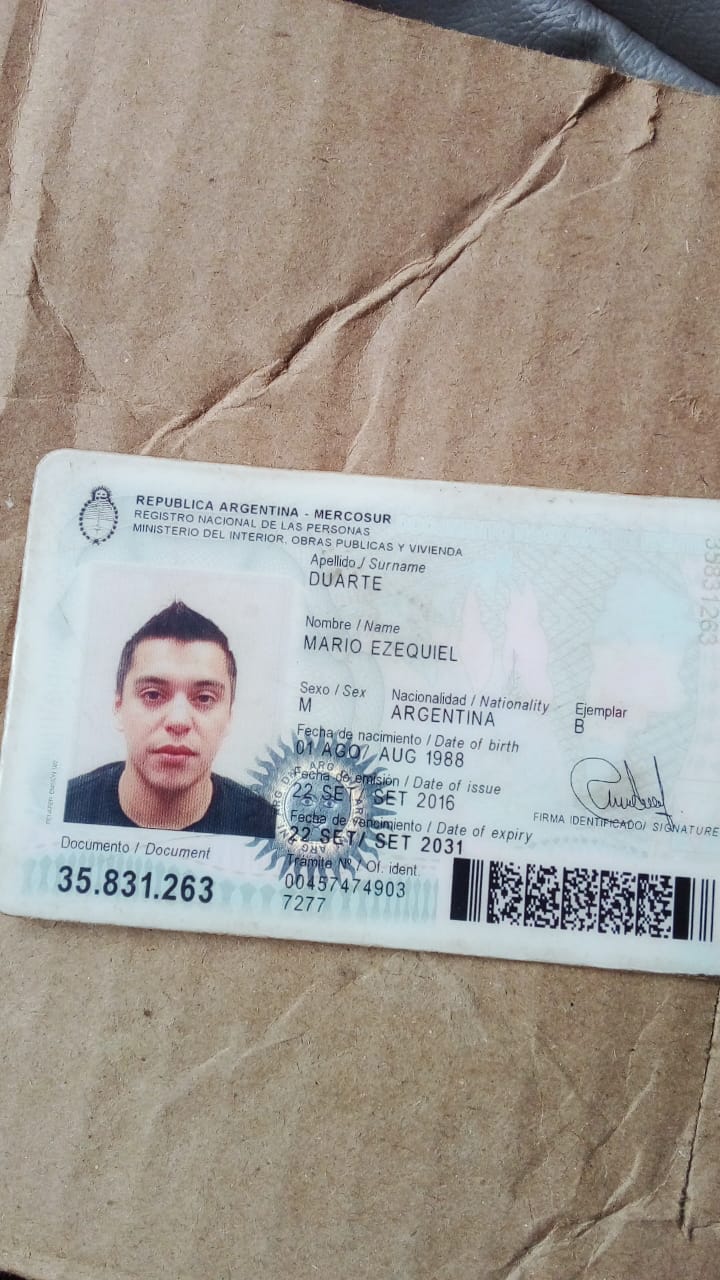 REPUBLICA ARGENTINA - MERCOSUR
REGISTRO NACIONAL DE LAS PERSONAS
MINISTERIO DEL INTERIOR, OBRAS PUBLICAS Y VIVIENDA
Apellido / Surname
DUARTE
Nombre / Name
MARIO EZEQUIEL
Sexo / Sex
M
Nacionalidad / Nationality
ARGENTINA
Ejemplar
B
Fecha de nacimiento / Date of birth
01 AGO/ AUG 1988
Fecha de emisión / Date of issue
22 SET/ SET 2016
Fecha de vencimiento / Date of expiry
22 SET/ SET 2031
FIRMA IDENTIFICADO/ SIGNATURE
Documento / Document
35.831.263
Trámite Nº / Of. ident.
00457474903
7277
35831263